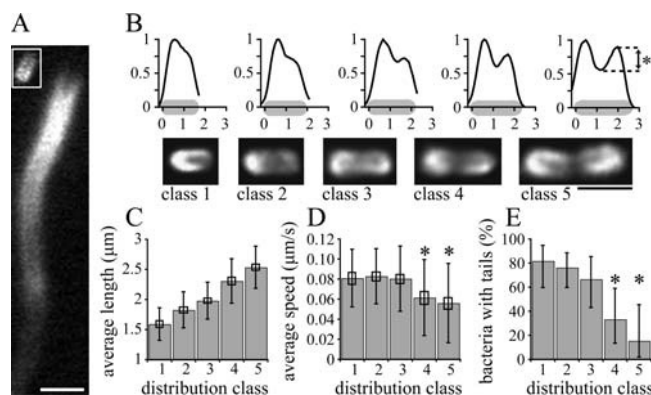 A
B
1 1 1 1 1
0.5 0.5 0.5 0.5 0.5 *
0 0 0 0 0
0 1 2 3 0 1 2 3 0 1 2 3 0 1 2 3 0 1 2 3
class 1 class 2 class 3 class 4 class 5
C
average length (µm)
3
2.5
2
1.5
1
1 2 3 4 5
distribution class
D
average speed (µm/s)
0.12
0.10
0.08
0.06
0.04
0.02
0
* *
1 2 3 4 5
distribution class
E
bacteria with tails (%)
100
80
60
40
20
0
* *
1 2 3 4 5
distribution class